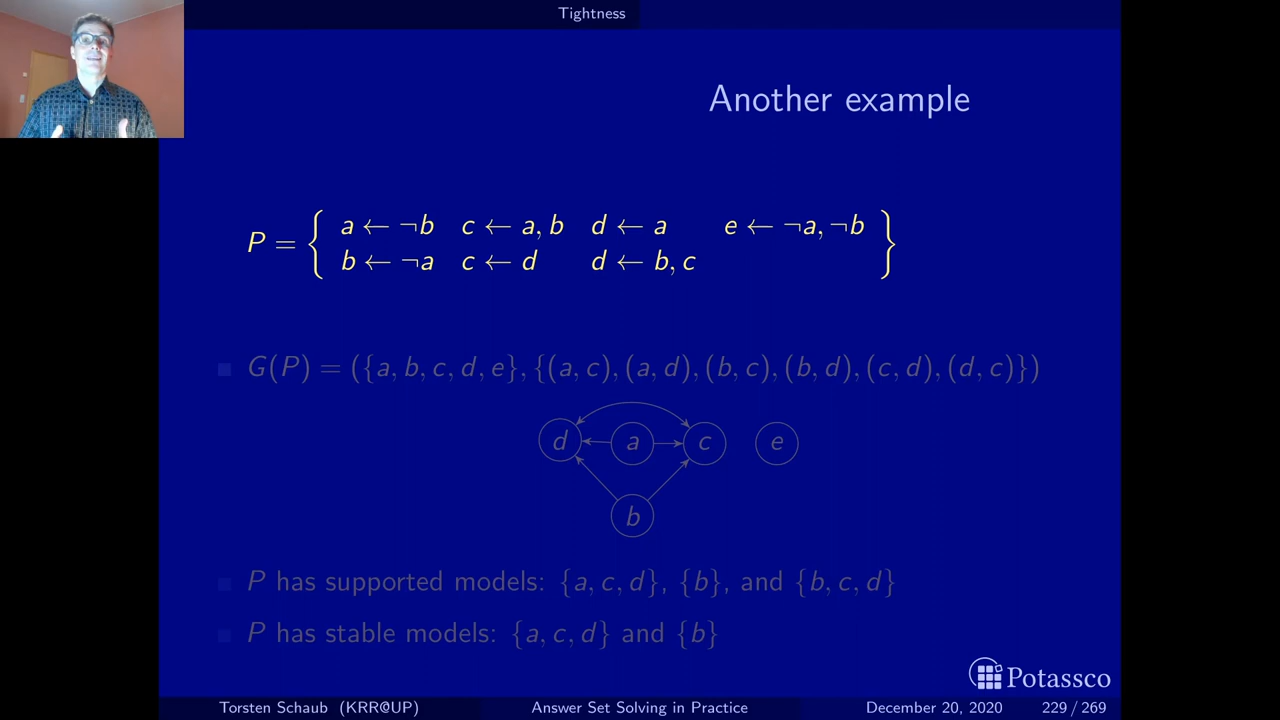 Tightness
Another example
P = { a ← ¬b c ← a, b d ← a e ← ¬a, ¬b
b ← ¬a c ← d d ← b, c }
G(P) = ({a, b, c, d, e}, {(a, c), (a, d), (b, c), (b, d), (c, d), (d, c)})
d a c e
b
P has supported models: {a, c, d}, {b}, and {b, c, d}
P has stable models: {a, c, d} and {b}
Potassco
Torsten Schaub (KRR@UP) Answer Set Solving in Practice December 20, 2020 229 / 269